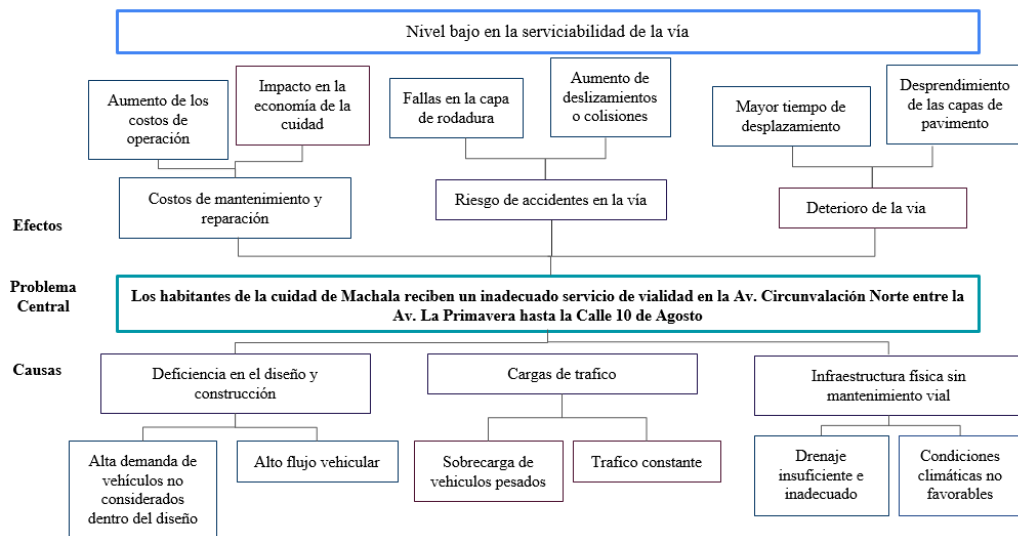 Nivel bajo en la serviciabilidad de la vía
Aumento de los
costos de
operación
Impacto en la
economía de la
cuidad
Fallas en la capa
de rodadura
Aumento de
deslizamientos
o colisiones
Mayor tiempo de
desplazamiento
Desprendimiento
de las capas de
pavimento
Costos de mantenimiento y
reparación
Riesgo de accidentes en la vía
Deterioro de la via
Efectos
Problema
Central
Los habitantes de la cuidad de Machala reciben un inadecuado servicio de vialidad en la Av. Circunvalación Norte entre la
Av. La Primavera hasta la Calle 10 de Agosto
Causas
Deficiencia en el diseño y
construcción
Cargas de trafico
Infraestructura física sin
mantenimiento vial
Alta demanda de
vehículos no
considerados
dentro del diseño
Alto flujo vehicular
Sobrecarga de
vehiculos pesados
Trafico constante
Drenaje
insuficiente e
inadecuado
Condiciones
climáticas no
favorables